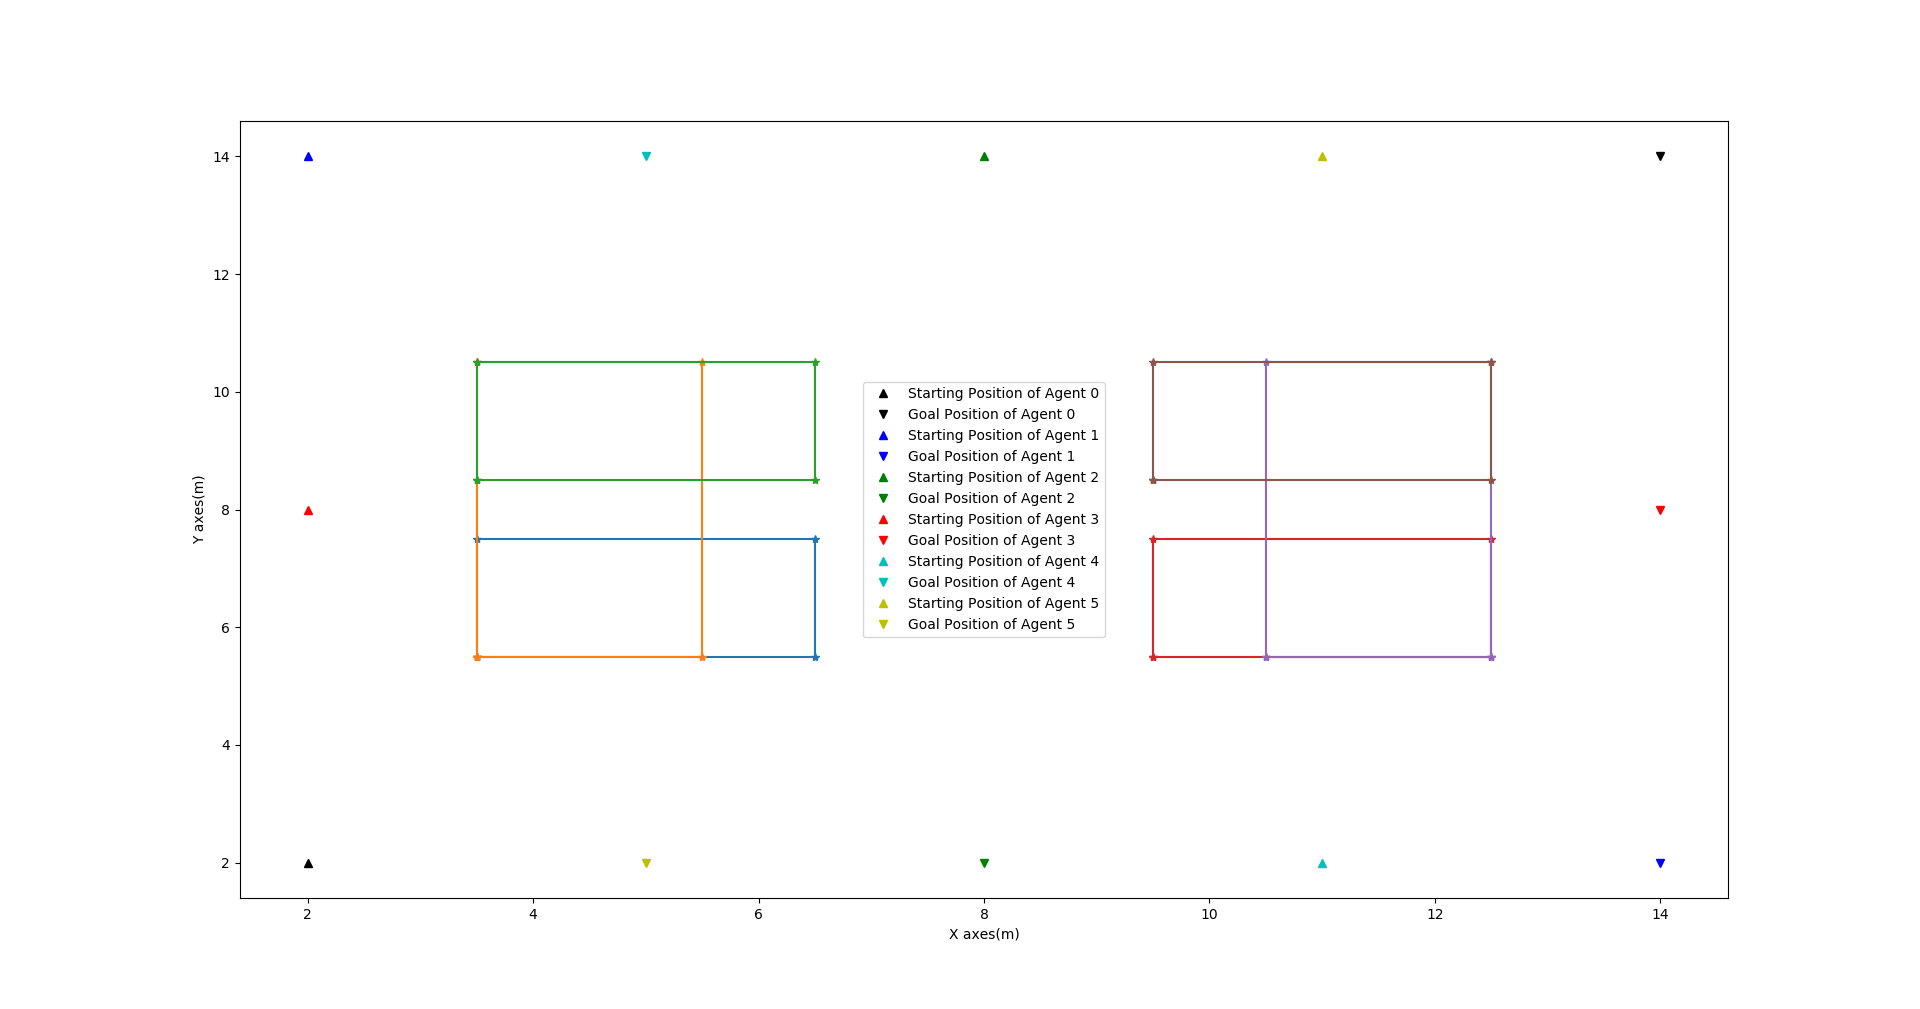 14
12
10
8
6
4
2
Y axes(m)
Starting Position of Agent 0
Goal Position of Agent 0
Starting Position of Agent 1
Goal Position of Agent 1
Starting Position of Agent 2
Goal Position of Agent 2
Starting Position of Agent 3
Goal Position of Agent 3
Starting Position of Agent 4
Goal Position of Agent 4
Starting Position of Agent 5
Goal Position of Agent 5
2 4 6 8 10 12 14
X axes(m)